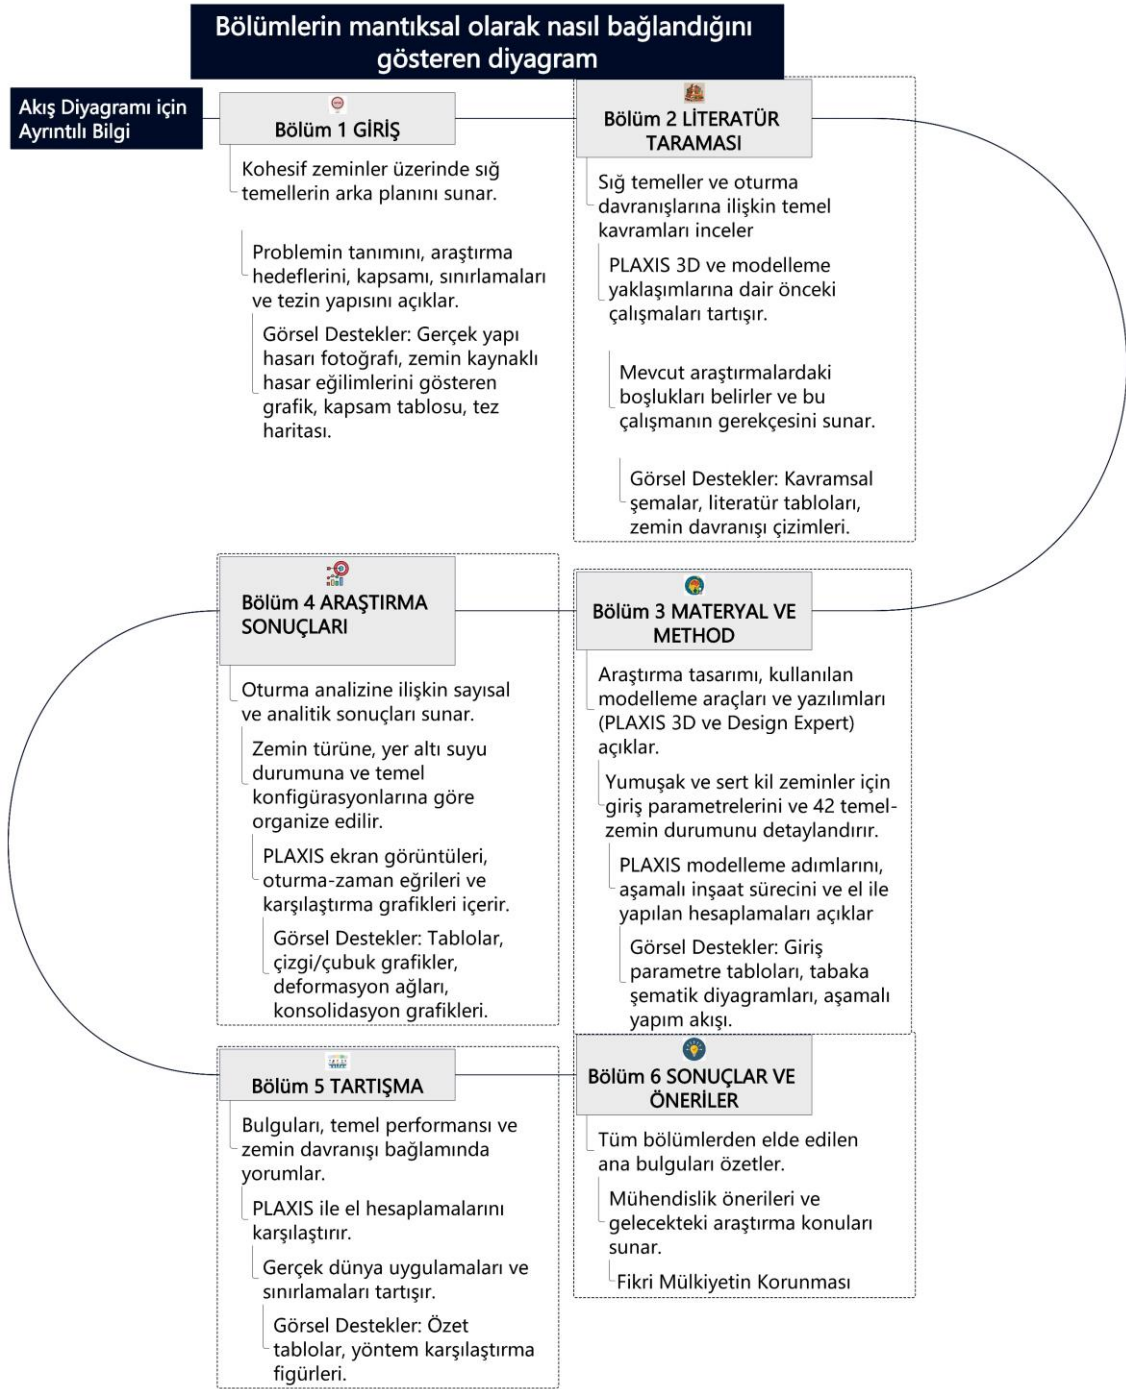 Bölümlerin mantıksal olarak nasıl bağlandığını
gösteren diyagram
Akış Diyagramı için
Ayrıntılı Bilgi
Bölüm 1 GİRİŞ
Kohesif zeminler üzerinde sığ
temellerin arka planını sunar.
Problemin tanımını, araştırma
hedeflerini, kapsamı, sınırlamaları
ve tezin yapısını açıklar.
Görsel Destekler: Gerçek yapı
hasarı fotoğrafı, zemin kaynaklı
hasar eğilimlerini gösteren
grafik, kapsam tablosu, tez
haritası.
Bölüm 2 LİTERATÜR
TARAMASI
Sığ temeller ve oturma
davranışlarına ilişkin temel
kavramları inceler
PLAXIS 3D ve modelleme
yaklaşımlarına dair önceki
çalışmaları tartışır.
Mevcut araştırmalardaki
boşlukları belirler ve bu
çalışmanın gerekçesini sunar.
Görsel Destekler: Kavramsal
şemalar, literatür tabloları,
zemin davranışı çizimleri.
Bölüm 3 MATERYAL VE
METHOD
Araştırma tasarımı, kullanılan
modelleme araçları ve yazılımları
(PLAXIS 3D ve Design Expert)
açıklar.
Yumuşak ve sert kil zeminler için
giriş parametrelerini ve 42 temel-
zemin durumunu detaylandırır.
PLAXIS modelleme adımlarını,
aşamalı inşaat sürecini ve el ile
yapılan hesaplamaları açıklar
Görsel Destekler: Giriş
parametre tabloları, tabaka
şematik diyagramları, aşamalı
yapım akışı.
Bölüm 4 ARAŞTIRMA
SONUÇLARI
Oturma analizine ilişkin sayısal
ve analitik sonuçları sunar.
Zemin türüne, yer altı suyu
durumuna ve temel
konfigürasyonlarına göre
organize edilir.
PLAXIS ekran görüntüleri,
oturma-zaman eğrileri ve
karşılaştırma grafikleri içerir.
Görsel Destekler: Tablolar,
çizgi/çubuk grafikler,
deformasyon ağları,
konsolidasyon grafikleri.
Bölüm 5 TARTIŞMA
Bulguları, temel performansı ve
zemin davranışı bağlamında
yorumlar.
PLAXIS ile el hesaplamalarını
karşılaştırır.
Gerçek dünya uygulamaları ve
sınırlamaları tartışır.
Görsel Destekler: Özet
tablolar, yöntem karşılaştırma
figürleri.
Bölüm 6 SONUÇLAR VE
ÖNERİLER
Tüm bölümlerden elde edilen
ana bulguları özetler.
Mühendislik önerileri ve
gelecekteki araştırma konuları
sunar.
Fikri Mülkiyetin Korunması